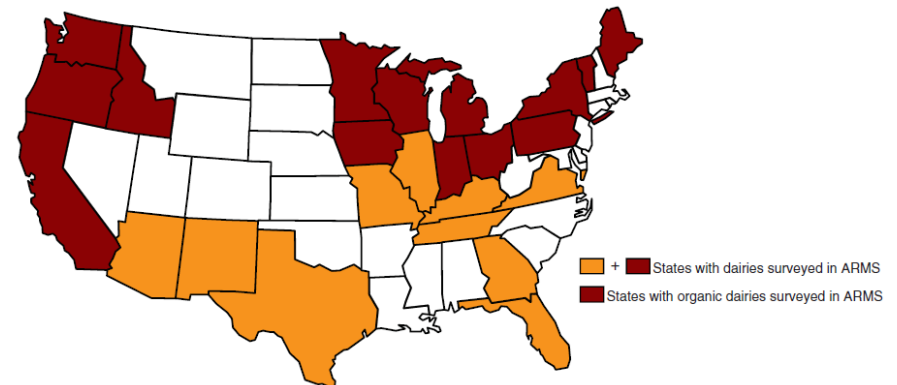 + States with dairies surveyed in ARMS
States with organic dairies surveyed in ARMS